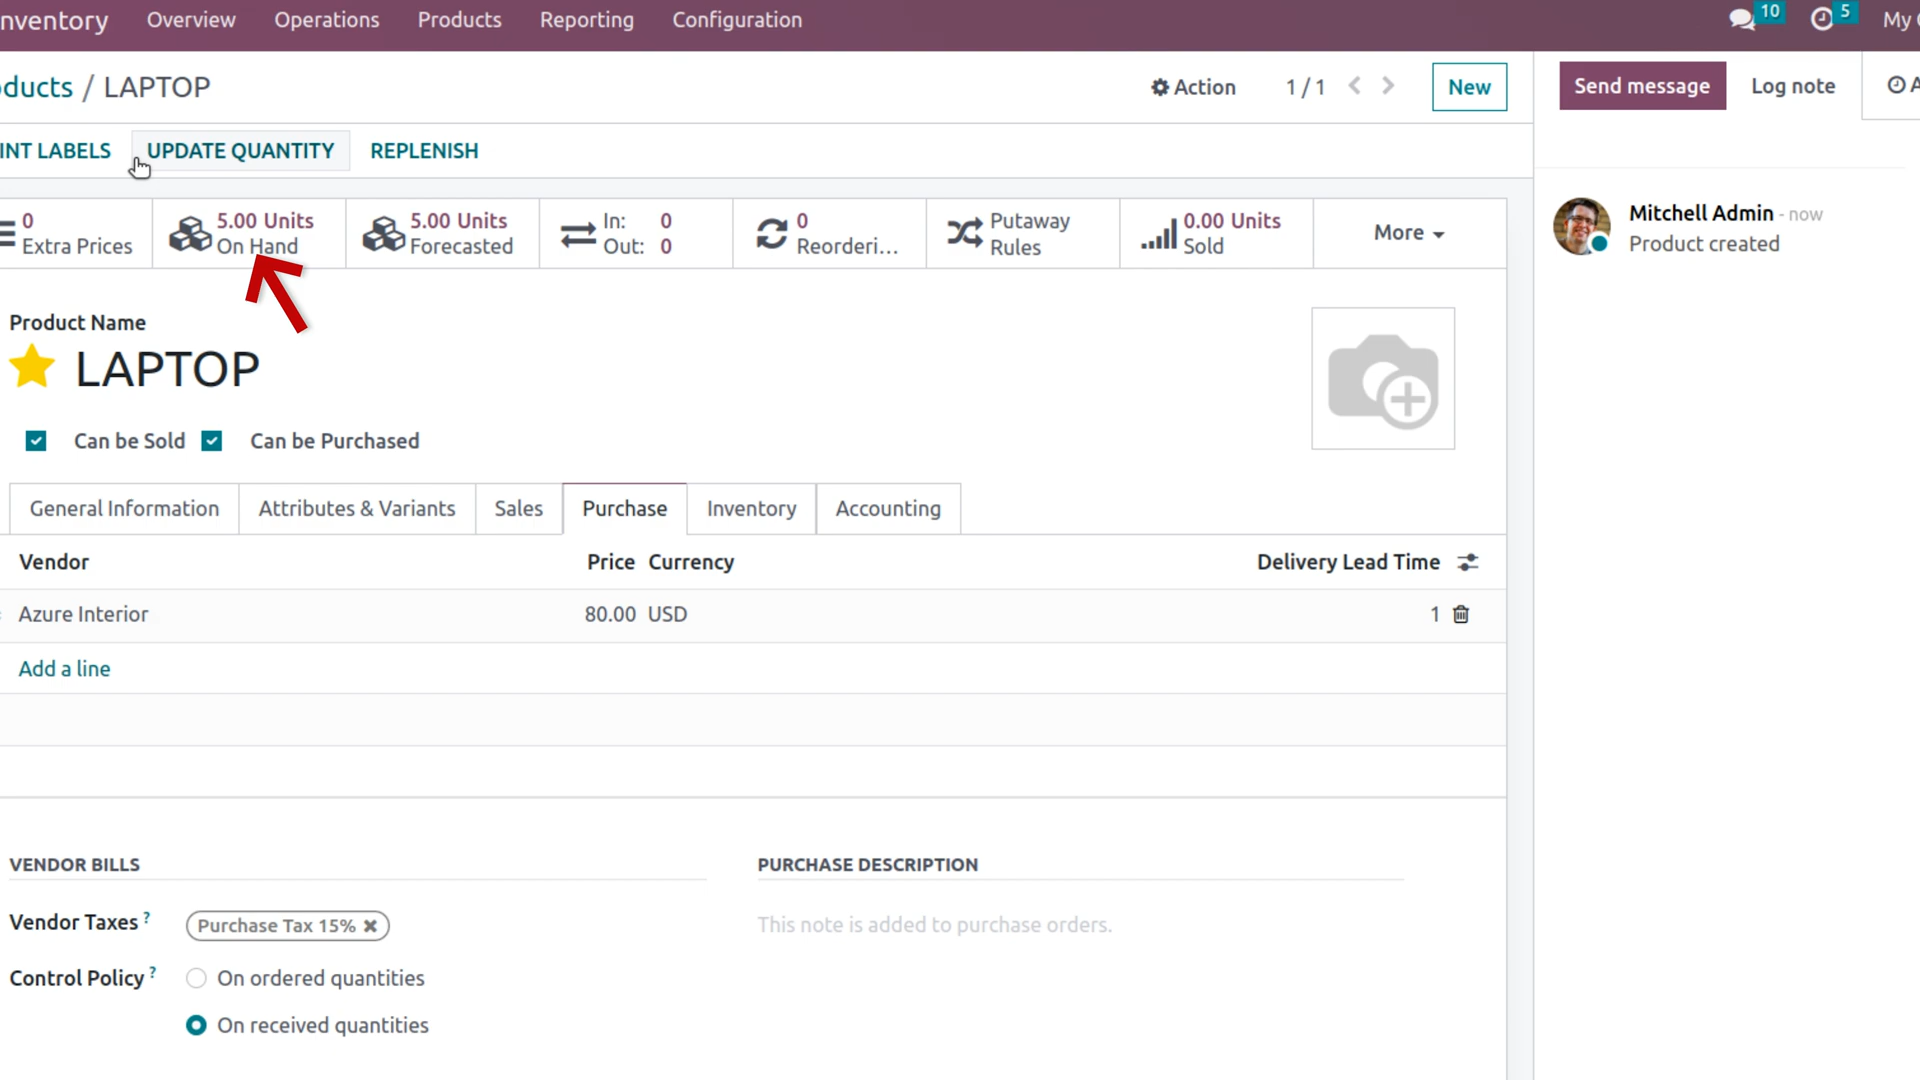 nventory Overview Operations Products Reporting Configuration 10 5 My
ducts / LAPTOP Action 1 / 1 New Send message Log note A
INT LABELS UPDATE QUANTITY REPLENISH
0 Extra Prices
5.00 Units On Hand
5.00 Units Forecasted
In: 0
Out: 0
0 Reorderi...
Putaway Rules
0.00 Units Sold
More
Mitchell Admin - now
Product created
Product Name
LAPTOP
Can be Sold Can be Purchased
General Information Attributes & Variants Sales Purchase Inventory Accounting
Vendor Price Currency Delivery Lead Time
Azure Interior 80.00 USD 1
Add a line
VENDOR BILLS
Vendor Taxes ? Purchase Tax 15% ✖
Control Policy ? On ordered quantities
On received quantities
PURCHASE DESCRIPTION
This note is added to purchase orders.